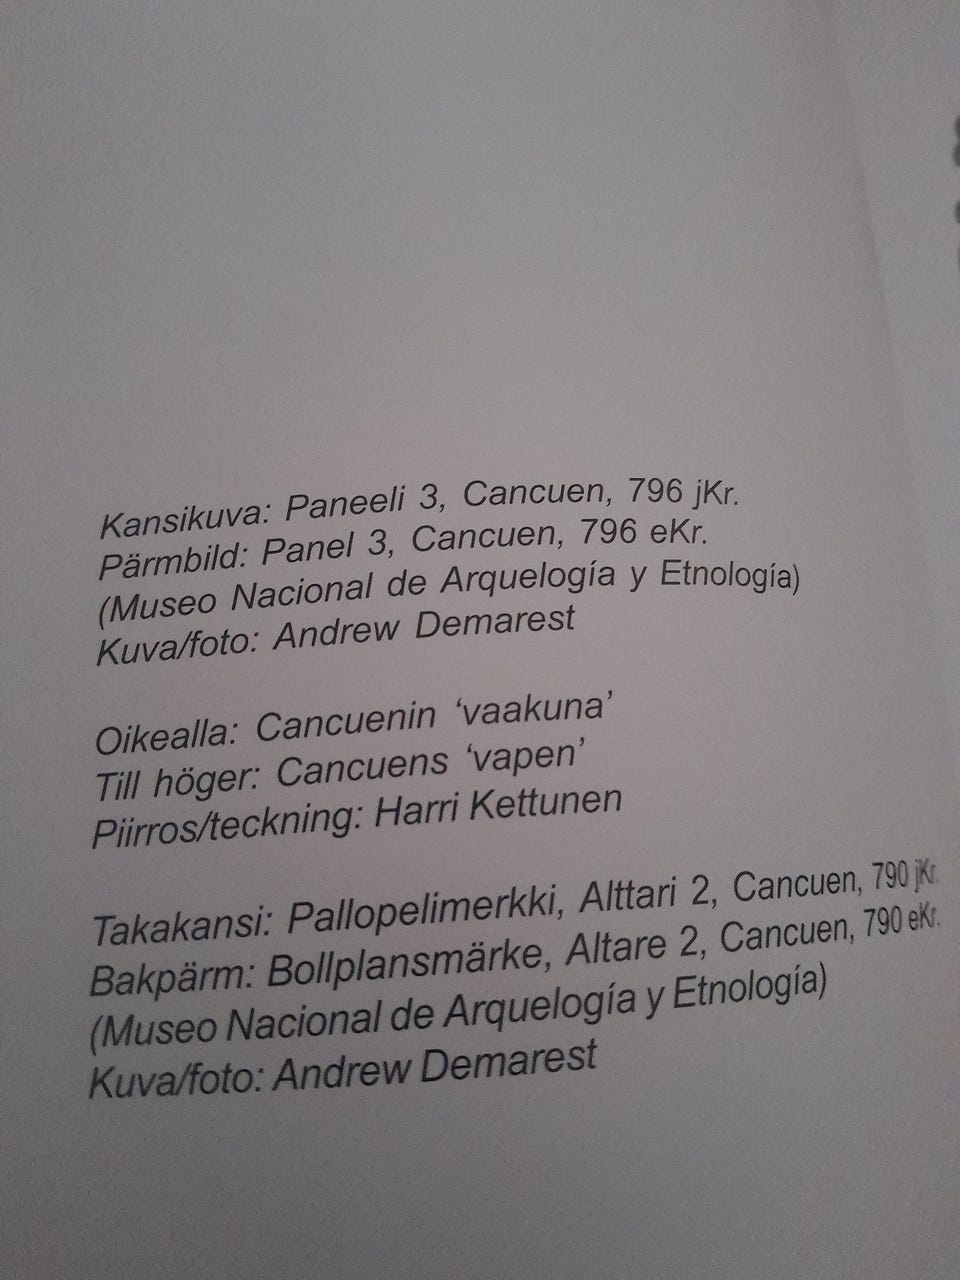 Kansikuva: Paneeli 3, Cancuen, 796 jKr.
Pärmbild: Panel 3, Cancuen, 796 eKr.
(Museo Nacional de Arquelogía y Etnología)
Kuva/foto: Andrew Demarest
Oikealla: Cancuenin ‘vaakuna’
Till höger: Cancuens ‘vapen’
Piirros/teckning: Harri Kettunen
Takakansi: Pallopelimerkki, Alttari 2, Cancuen, 790 jKr.
Bakpärm: Bollplansmärke, Altare 2, Cancuen, 790 eKr.
(Museo Nacional de Arquelogía y Etnología)
Kuva/foto: Andrew Demarest